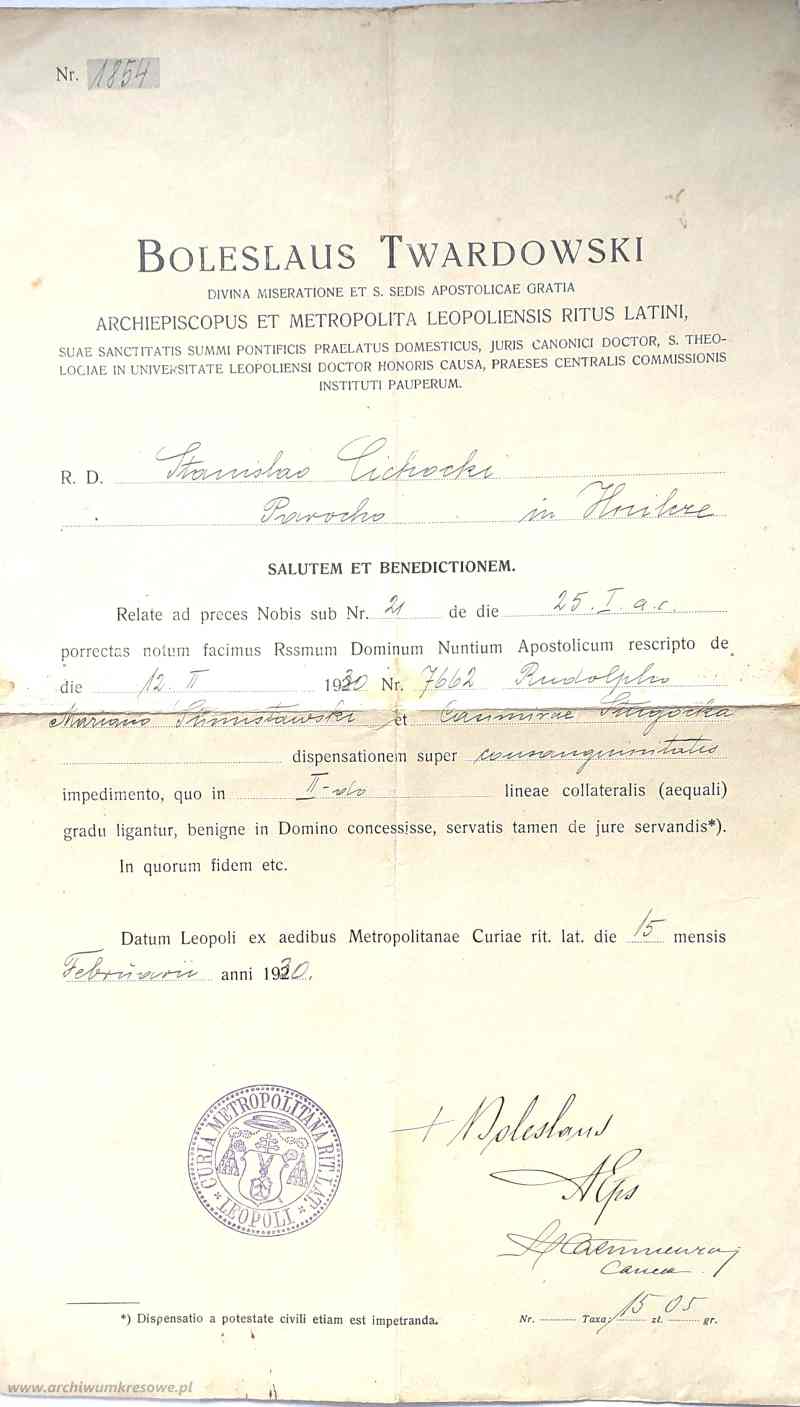 Nr. 1854
BOLESLAUS TWARDOWSKI
DIVINA MISERATIONE ET S. SEDIS APOSTOLICAE GRATIA
ARCHIEPISCOPUS ET METROPOLITA LEOPOLIENSIS RITUS LATINI,
SUAE SANCTITATIS SUMMI PONTIFICIS PRAELATUS DOMESTICUS, JURIS CANONICI DOCTOR, S. THEO-
LOGIAE IN UNIVERSITATE LEOPOLIENSI DOCTOR HONORIS CAUSA, PRAESES CENTRALIS COMMISSIONIS
INSTITUTI PAUPERUM.
R. D. Stanislao Cichocki
Parocho in Hnilcze
SALUTEM ET BENEDICTIONEM.
Relate ad preces Nobis sub Nr. 21 de die 25. I. a. c.
porrectas notum facimus Rssmum Dominum Nuntium Apostolicum rescripto de
die 12. II 1930 Nr. 7662 Rudolpho
Mariano et Casimirae
dispensationem super consanguinitatis
impedimento, quo in II-do lineae collateralis (aequali)
gradu ligantur, benigne in Domino concessisse, servatis tamen de jure servandis*).
In quorum fidem etc.
Datum Leopoli ex aedibus Metropolitanae Curiae rit. lat. die 15 mensis
Februarii anni 1930.
CURIA METROPOLITANA RIT. LAT. LEOPOLI
+ Boleslaus
AEps
*) Dispensatio a potestate civili etiam est impetranda.
Nr. Taxa 15 zł. 05 gr.
www.archiwumkresowe.pl